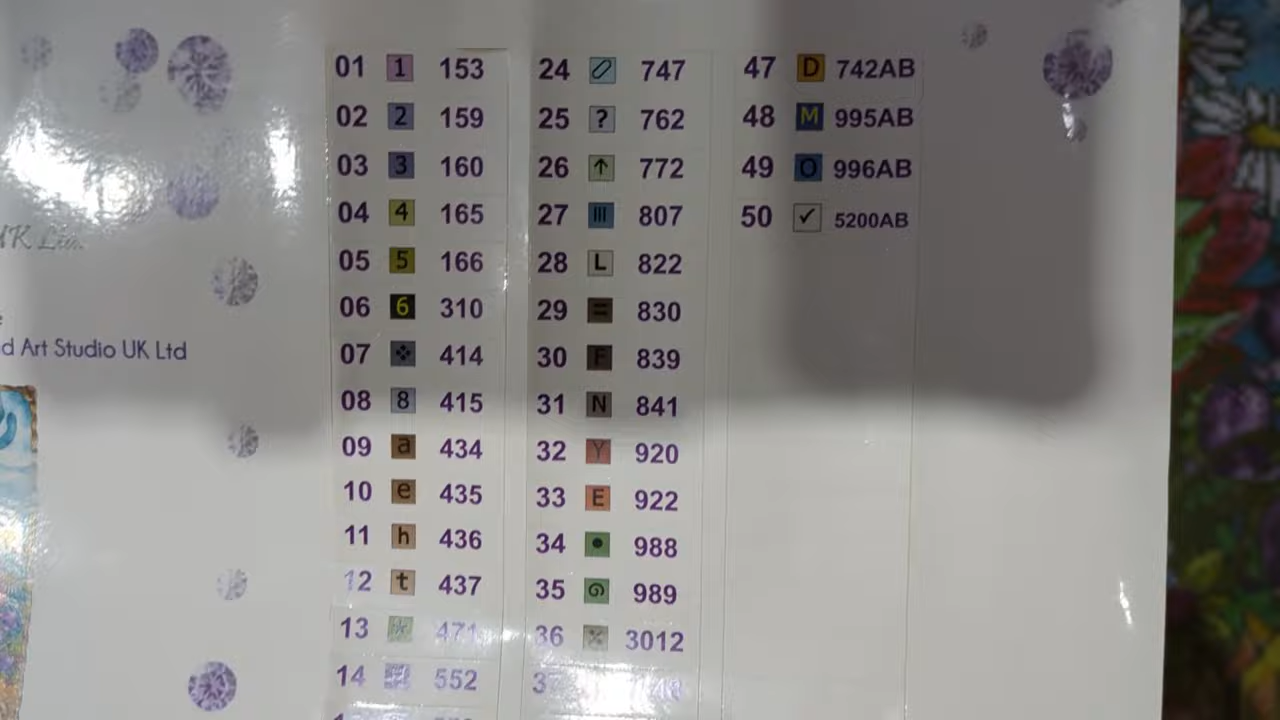 d Art Studio UK Ltd
01 1 153
02 2 159
03 3 160
04 4 165
05 5 166
06 6 310
07 414
08 8 415
09 a 434
10 e 435
11 h 436
12 t 437
13 471
14 552
24 747
25 ? 762
26 ↑ 772
27 807
28 L 822
29 = 830
30 F 839
31 N 841
32 Y 920
33 E 922
34 ● 988
35 989
36 3012
47 D 742AB
48 M 995AB
49 O 996AB
50 ✓ 5200AB